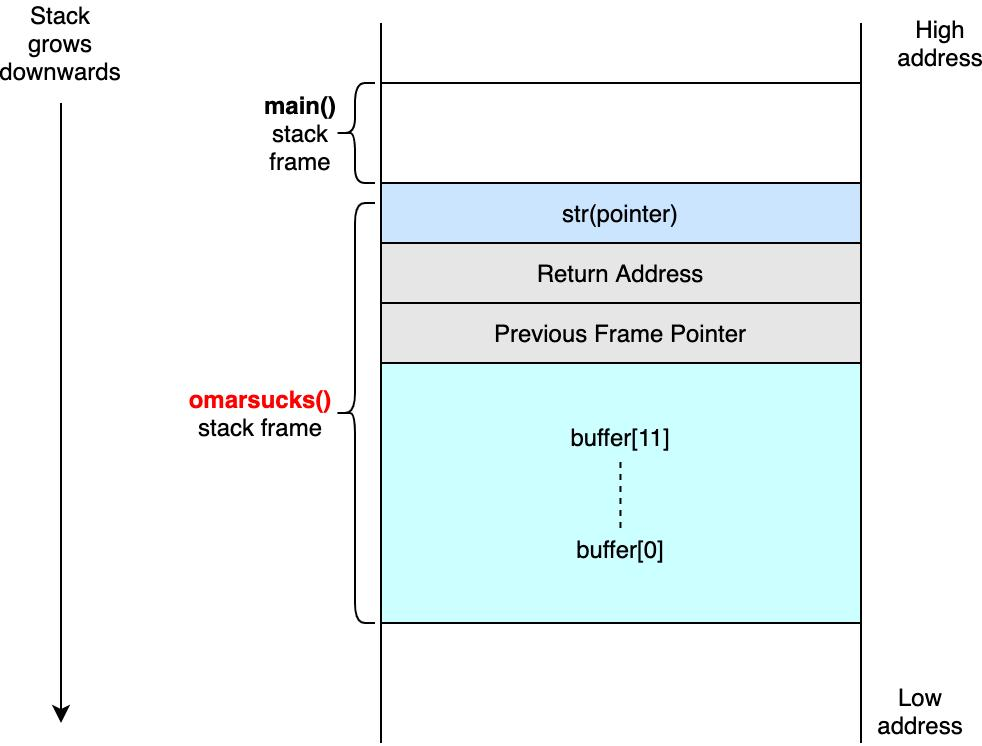 Stack
grows
downwards
High
address
main()
stack
frame
str(pointer)
Return Address
Previous Frame Pointer
omarsucks()
stack frame
buffer[11]
buffer[0]
Low
address